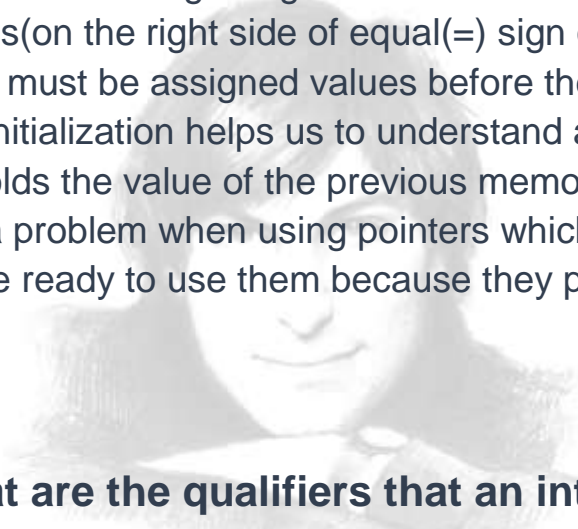 s(on the right side of equal(=) sign
must be assigned values before the
nitialization helps us to understand a
olds the value of the previous memo
a problem when using pointers which
e ready to use them because they p
at are the qualifiers that an int